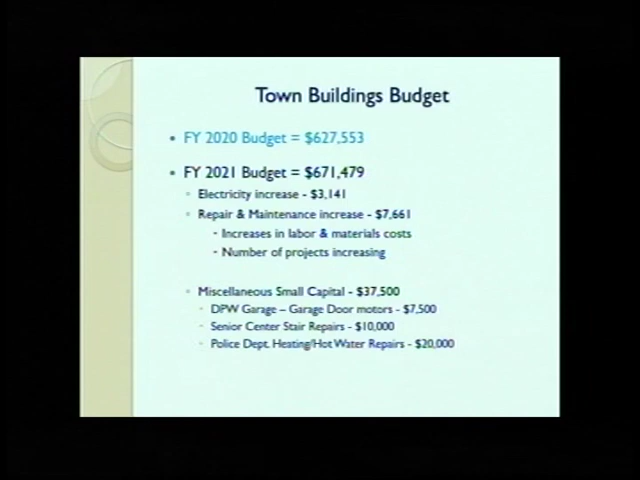 Town Buildings Budget
• FY 2020 Budget = $627,553
• FY 2021 Budget = $671,479
◦ Electricity increase - $3,141
◦ Repair & Maintenance increase - $7,661
- Increases in labor & materials costs
- Number of projects increasing
◦ Miscellaneous Small Capital - $37,500
◦ DPW Garage – Garage Door motors - $7,500
◦ Senior Center Stair Repairs - $10,000
◦ Police Dept. Heating/Hot Water Repairs - $20,000